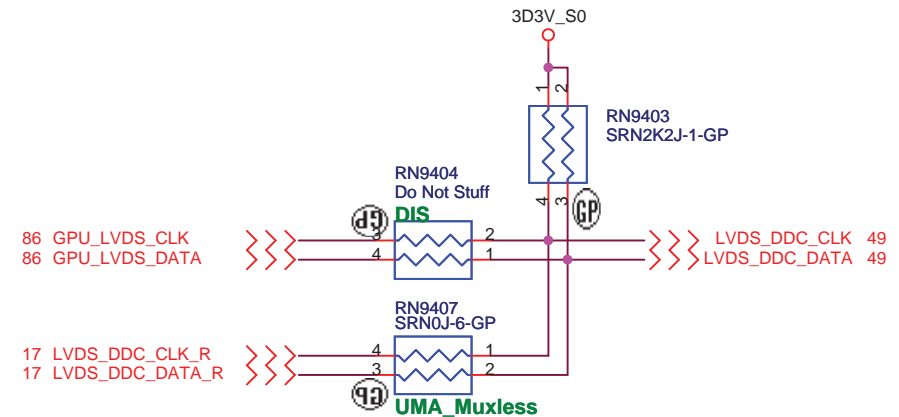 3D3V_S0
1 2
RN9403
SRN2K2J-1-GP
4 3
GP
RN9404
Do Not Stuff
DIS
GP
86 GPU_LVDS_CLK 3 2 LVDS_DDC_CLK 49
86 GPU_LVDS_DATA 4 1 LVDS_DDC_DATA 49
RN9407
SRN0J-6-GP
17 LVDS_DDC_CLK_R 4 1
17 LVDS_DDC_DATA_R 3 2
GP
UMA_Muxless